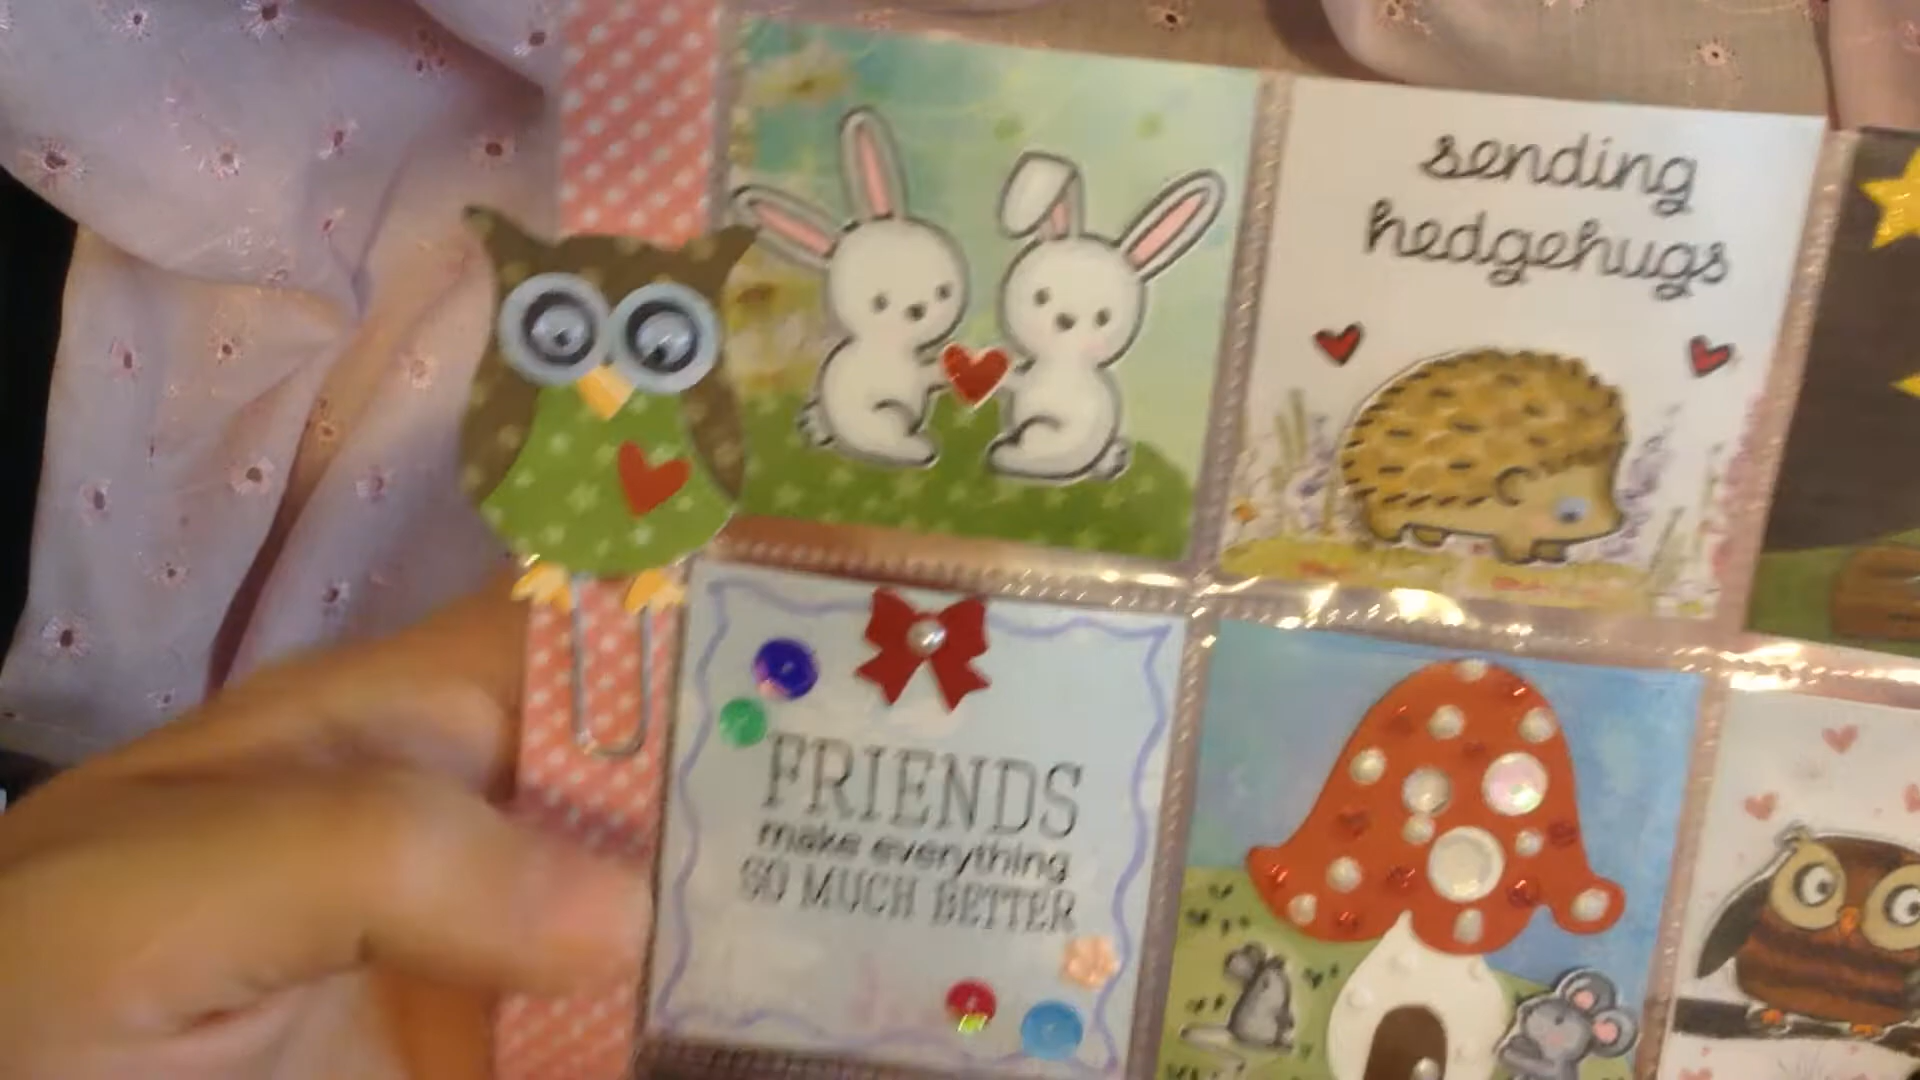 sending
hedgehugs
FRIENDS
make everything
SO MUCH BETTER